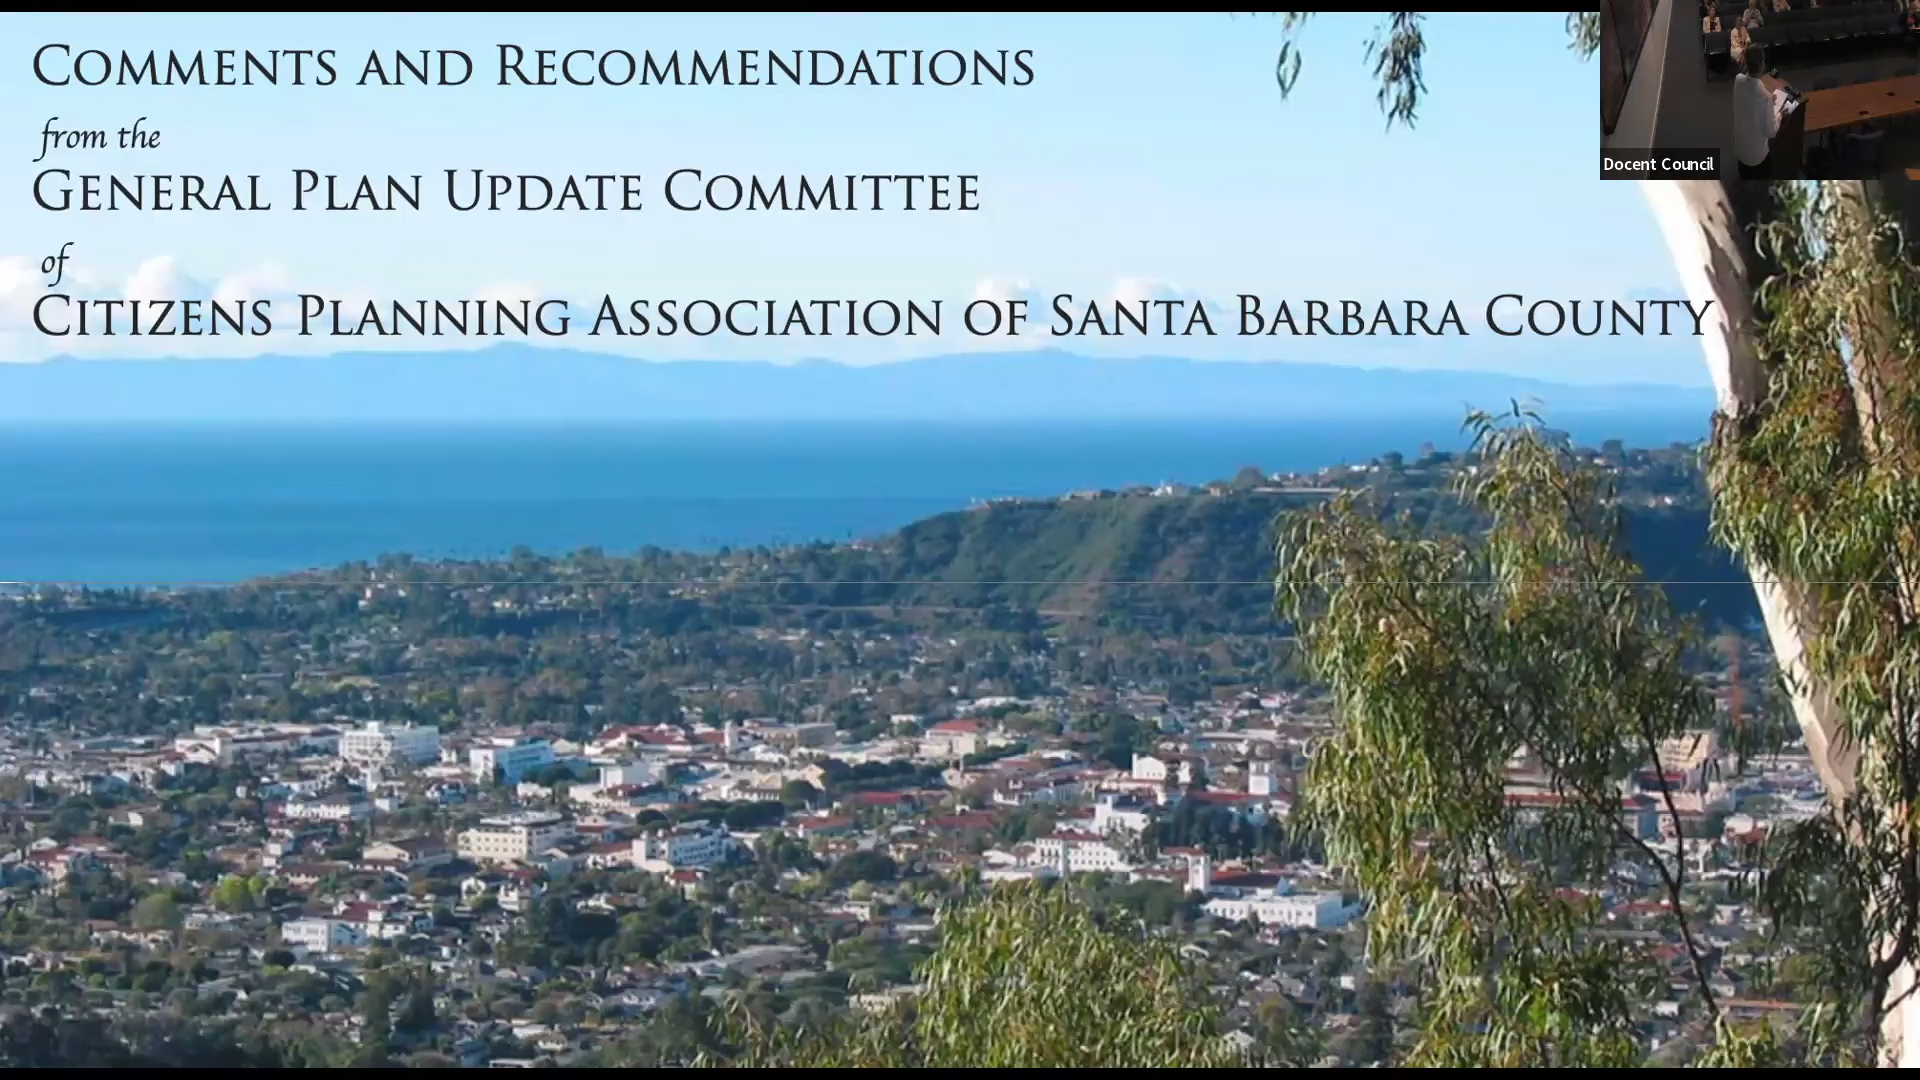 Comments and Recommendations
from the
General Plan Update Committee
of
Citizens Planning Association of Santa Barbara County
Docent Council